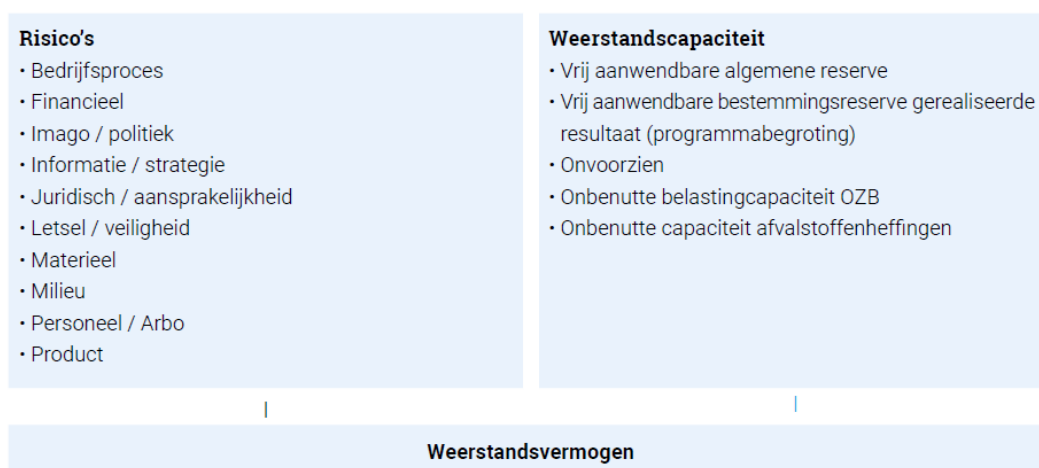 Risico's
• Bedrijfsproces
• Financieel
• Imago / politiek
• Informatie / strategie
• Juridisch / aansprakelijkheid
• Letsel / veiligheid
• Materieel
• Milieu
• Personeel / Arbo
• Product
Weerstandscapaciteit
• Vrij aanwendbare algemene reserve
• Vrij aanwendbare bestemmingsreserve gerealiseerde
resultaat (programmabegroting)
• Onvoorzien
• Onbenutte belastingcapaciteit OZB
• Onbenutte capaciteit afvalstoffenheffingen
Weerstandsvermogen